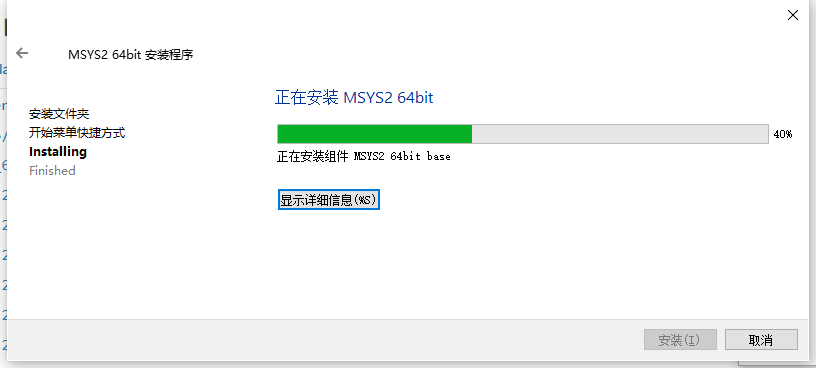 MSYS2 64bit 安装程序
安装文件夹
开始菜单快捷方式
Installing
Finished
正在安装 MSYS2 64bit
40%
正在安装组件 MSYS2 64bit base
显示详细信息(%S)
安装(I)
取消